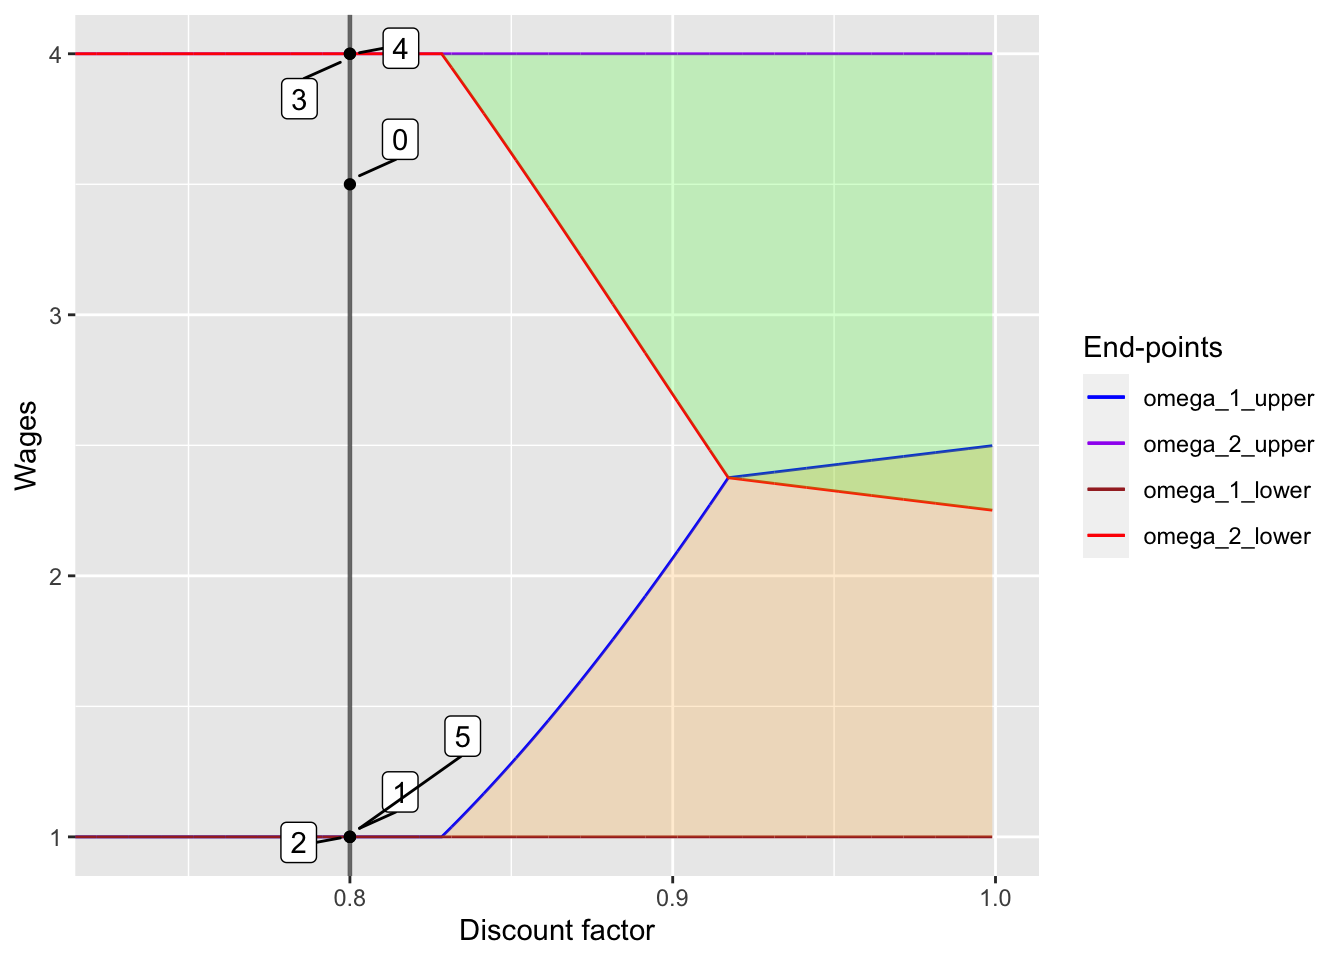 4
3
0
5
1
2
4
3
2
1
Wages
0.8
0.9
1.0
Discount factor
End-points
omega_1_upper
omega_2_upper
omega_1_lower
omega_2_lower